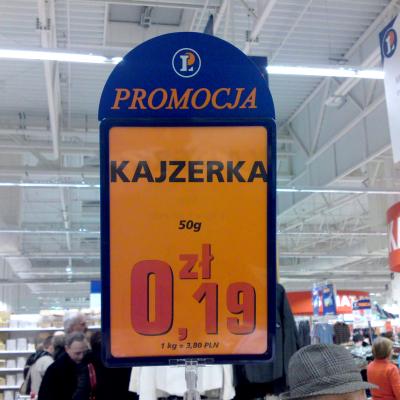 L
PROMOCJA
KAJZERKA
50g
0,19 zł
1 kg = 3,80 PLN